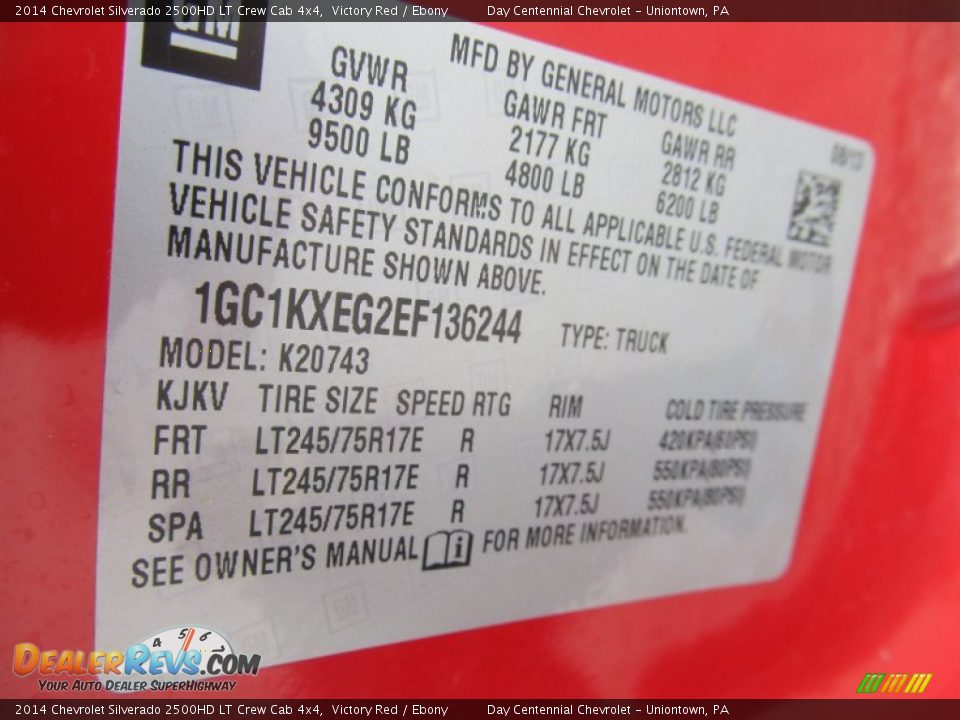 2014 Chevrolet Silverado 2500HD LT Crew Cab 4x4, Victory Red / Ebony Day Centennial Chevrolet - Uniontown, PA
GM
MFD BY GENERAL MOTORS LLC
08/13
GVWR GAWR FRT GAWR RR
4309 KG 2177 KG 2812 KG
9500 LB 4800 LB 6200 LB
THIS VEHICLE CONFORMS TO ALL APPLICABLE U.S. FEDERAL MOTOR
VEHICLE SAFETY STANDARDS IN EFFECT ON THE DATE OF
MANUFACTURE SHOWN ABOVE.
1GC1KXEG2EF136244 TYPE: TRUCK
MODEL: K20743
KJKV TIRE SIZE SPEED RTG RIM COLD TIRE PRESSURE
FRT LT245/75R17E R 17X7.5J 420KPA(60PSI)
RR LT245/75R17E R 17X7.5J 550KPA(80PSI)
SPA LT245/75R17E R 17X7.5J 550KPA(80PSI)
SEE OWNER'S MANUAL i FOR MORE INFORMATION.
4 5 6
DealerRevs.com
Your Auto Dealer SuperHighway
2014 Chevrolet Silverado 2500HD LT Crew Cab 4x4, Victory Red / Ebony Day Centennial Chevrolet - Uniontown, PA